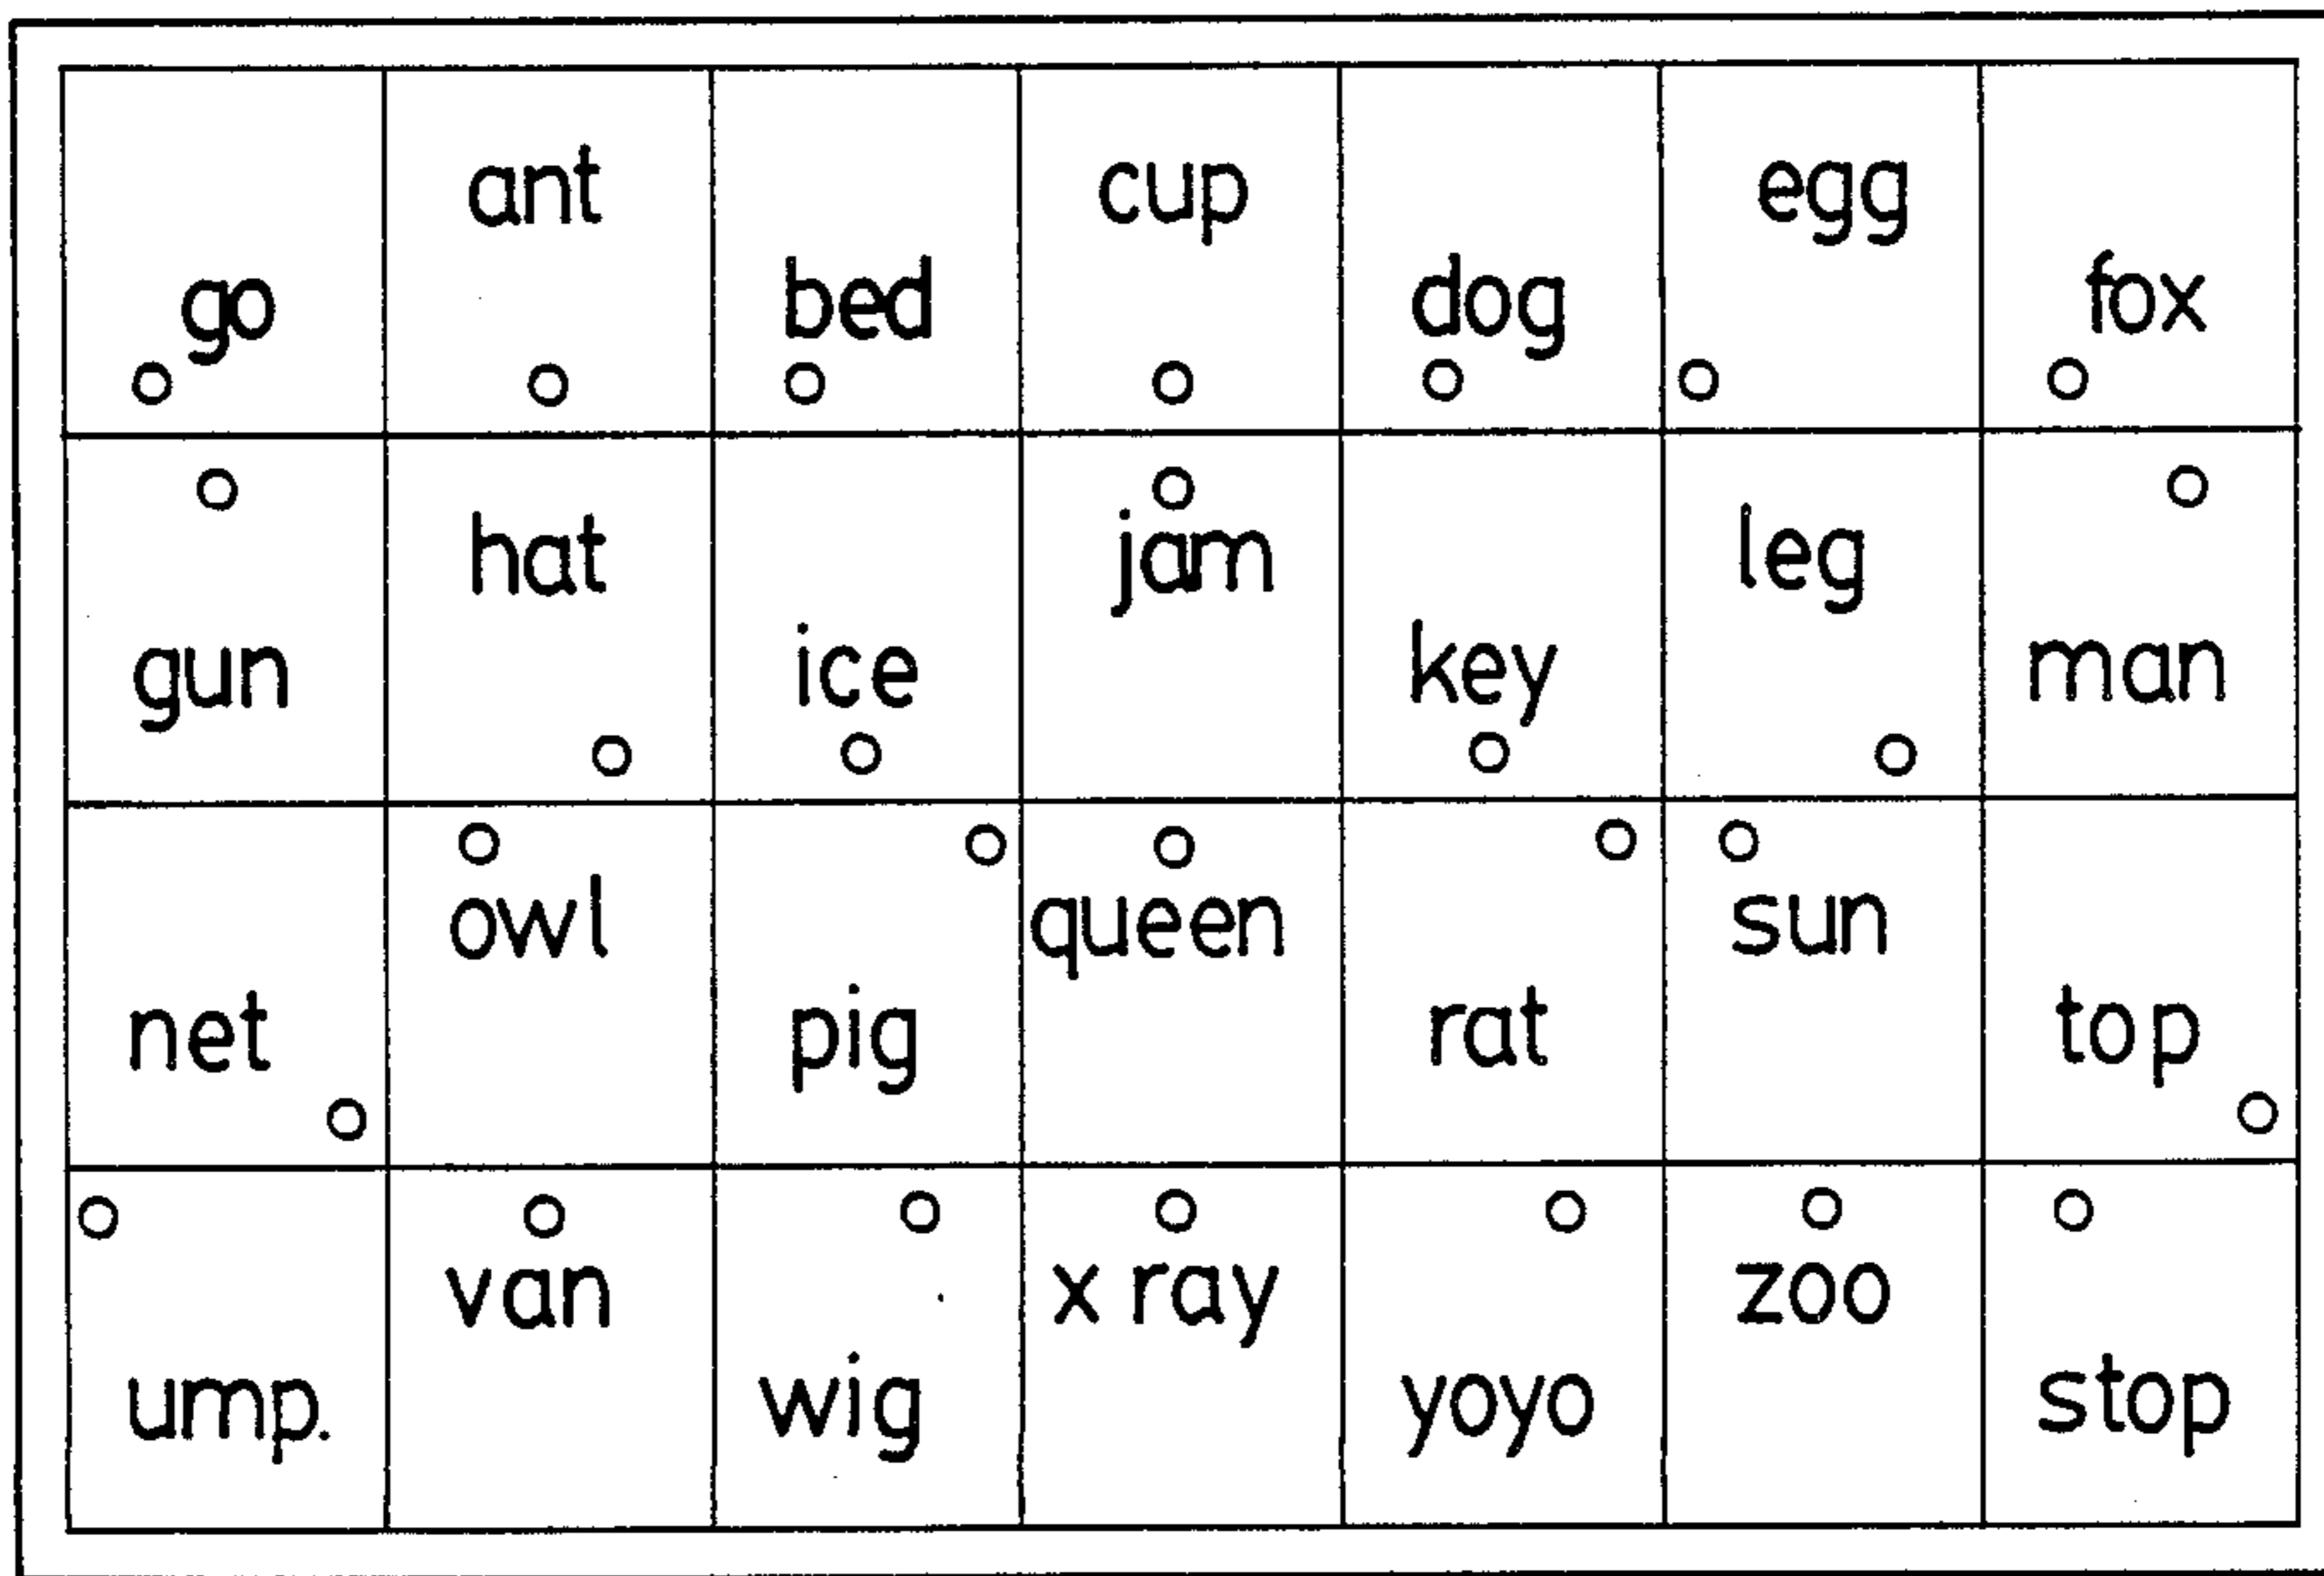 go ant bed cup dog egg fox
gun hat ice jam key leg man
net owl pig queen rat sun top
ump. van wig x ray yoyo zoo stop